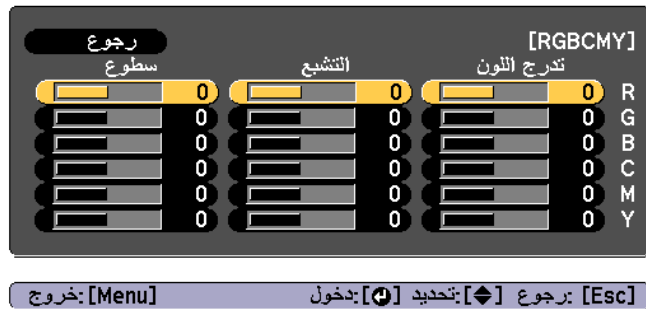 [RGBCMY] رجوع
تدرج اللون التشبع سطوع
R 0 0 0
G 0 0 0
B 0 0 0
C 0 0 0
M 0 0 0
Y 0 0 0
[Esc] :رجوع [◆]:تحديد [↵]:دخول [Menu]:خروج